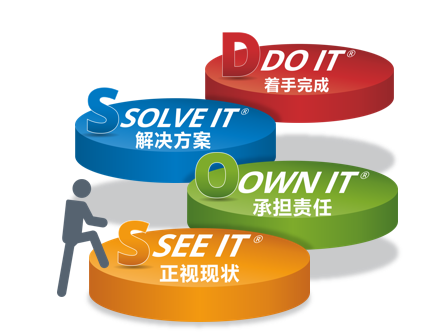 D DO IT®
着手完成
S SOLVE IT®
解决方案
O OWN IT®
承担责任
S SEE IT®
正视现状